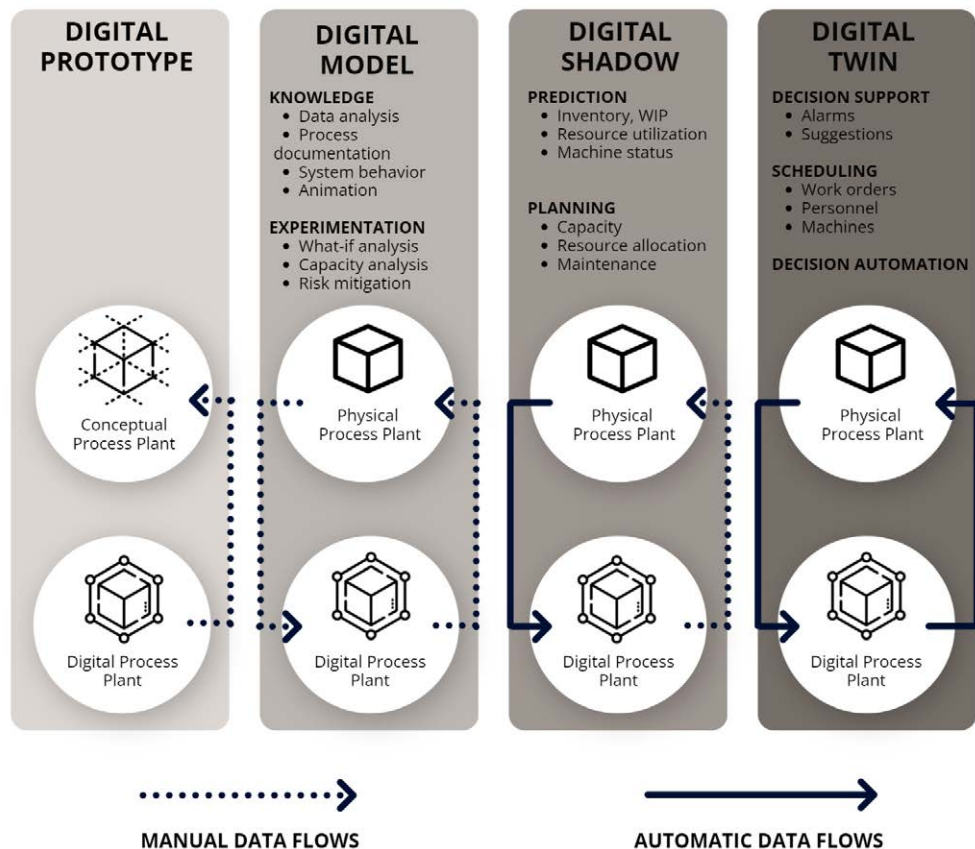 DIGITAL
PROTOTYPE
Conceptual
Process Plant
Digital Process
Plant
DIGITAL
MODEL
KNOWLEDGE
• Data analysis
• Process
documentation
• System behavior
• Animation
EXPERIMENTATION
• What-if analysis
• Capacity analysis
• Risk mitigation
Physical
Process Plant
Digital Process
Plant
DIGITAL
SHADOW
PREDICTION
• Inventory, WIP
• Resource utilization
• Machine status
PLANNING
• Capacity
• Resource allocation
• Maintenance
Physical
Process Plant
Digital Process
Plant
DIGITAL
TWIN
DECISION SUPPORT
• Alarms
• Suggestions
SCHEDULING
• Work orders
• Personnel
• Machines
DECISION AUTOMATION
Physical
Process Plant
Digital Process
Plant
MANUAL DATA FLOWS
AUTOMATIC DATA FLOWS